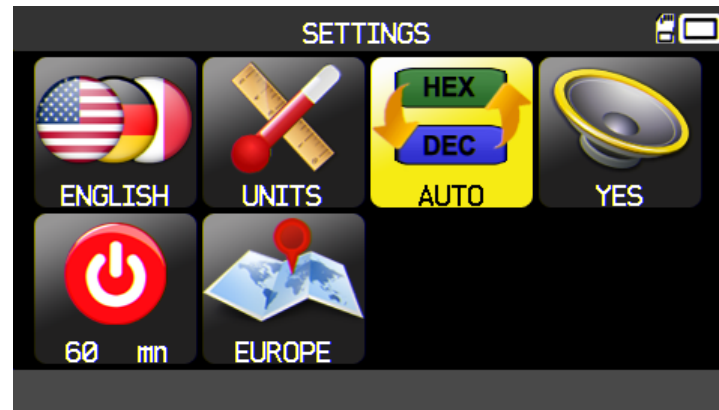 SETTINGS
HEX
DEC
ENGLISH UNITS AUTO YES
60 mn EUROPE